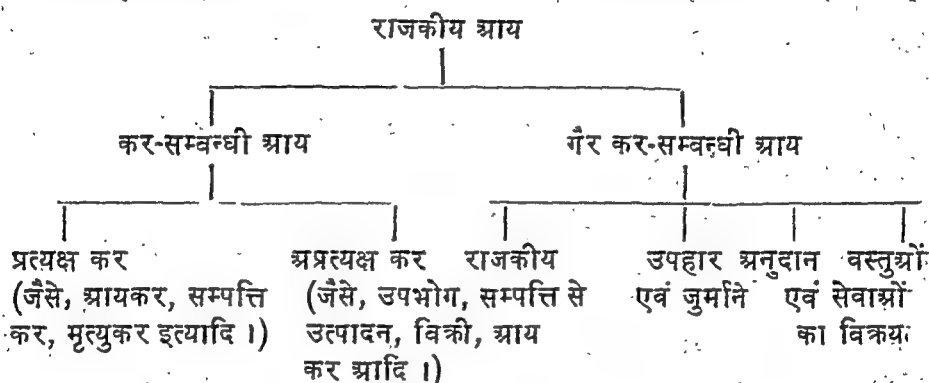 राजकीय आय
कर-सम्बन्धी आय गैर कर-सम्बन्धी आय
प्रत्यक्ष कर अप्रत्यक्ष कर राजकीय उपहार अनुदान वस्तुओं
(जैसे, आयकर, सम्पत्ति (जैसे, उपभोग, सम्पत्ति से एवं जुर्माने एवं सेवाओं
कर, मृत्युकर इत्यादि ।) उत्पादन, विक्री, आय का विक्रय
कर आदि ।)